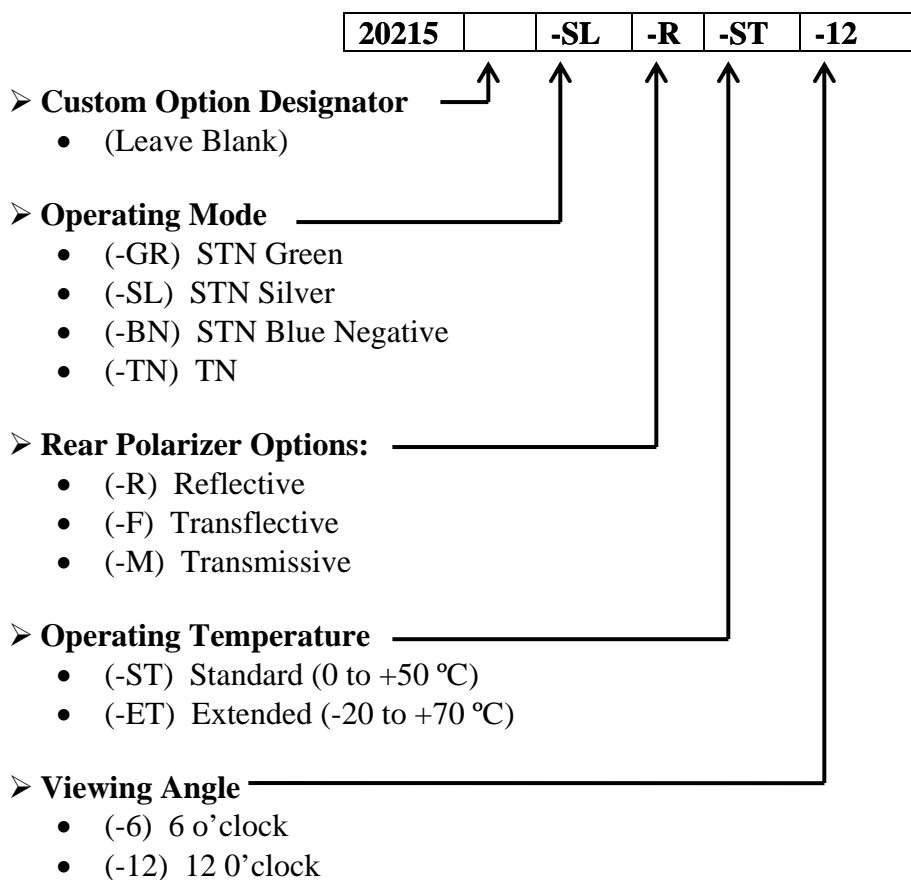 20215 -SL -R -ST -12
➢ Custom Option Designator
• (Leave Blank)
➢ Operating Mode
• (-GR) STN Green
• (-SL) STN Silver
• (-BN) STN Blue Negative
• (-TN) TN
➢ Rear Polarizer Options:
• (-R) Reflective
• (-F) Transflective
• (-M) Transmissive
➢ Operating Temperature
• (-ST) Standard (0 to +50 ºC)
• (-ET) Extended (-20 to +70 ºC)
➢ Viewing Angle
• (-6) 6 o’clock
• (-12) 12 0’clock